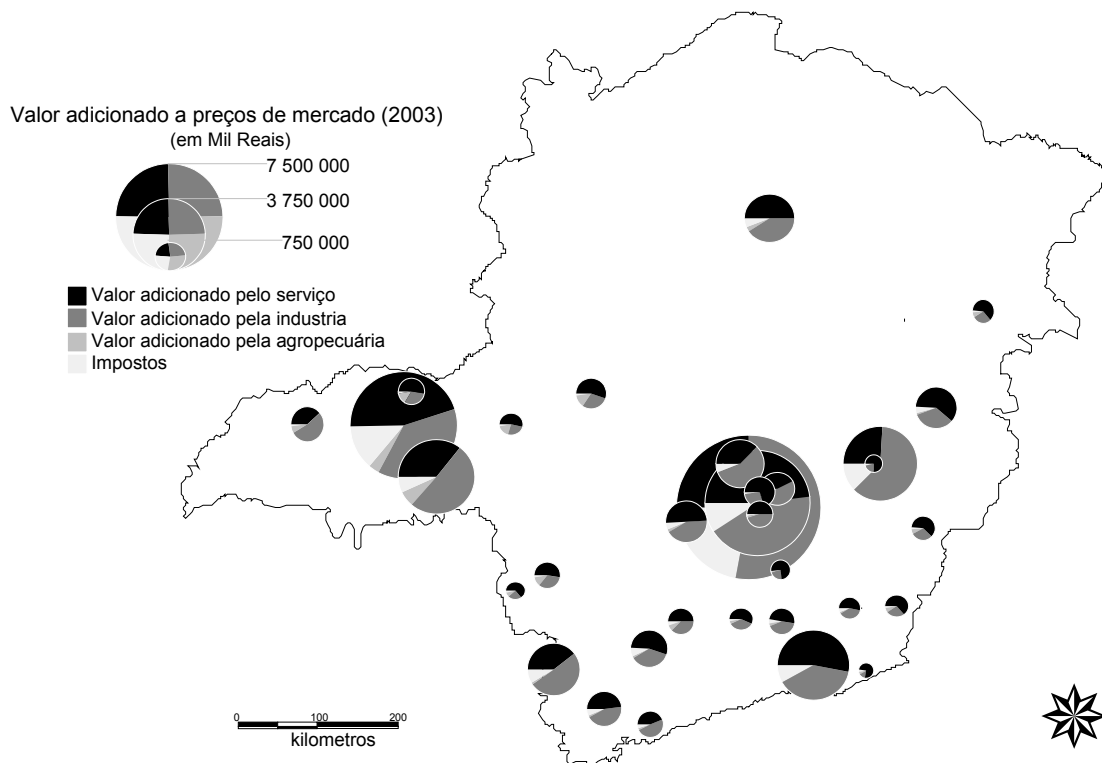 Valor adicionado a preços de mercado (2003)
(em Mil Reais)
7 500 000
3 750 000
750 000
Valor adicionado pelo serviço
Valor adicionado pela industria
Valor adicionado pela agropecuária
Impostos
0 100 200
kilometros